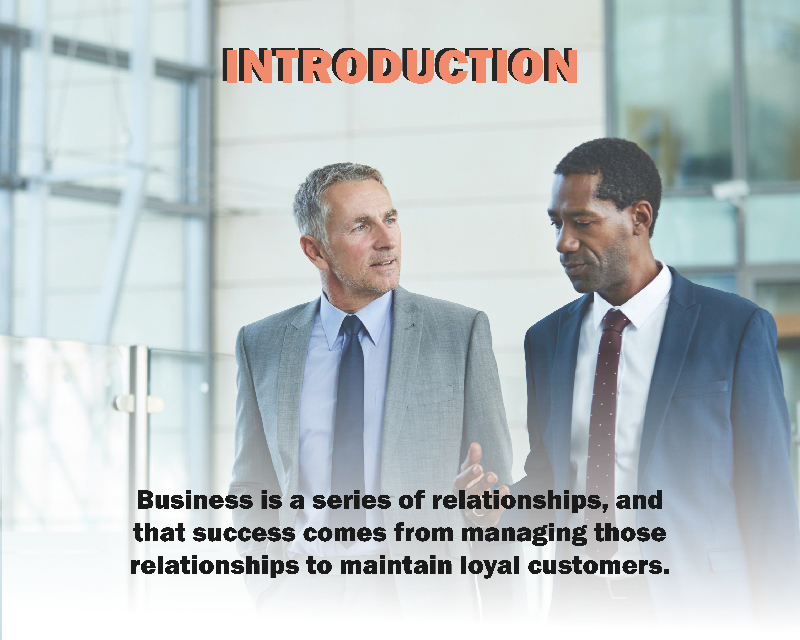 INTRODUCTION
Business is a series of relationships, and
that success comes from managing those
relationships to maintain loyal customers.